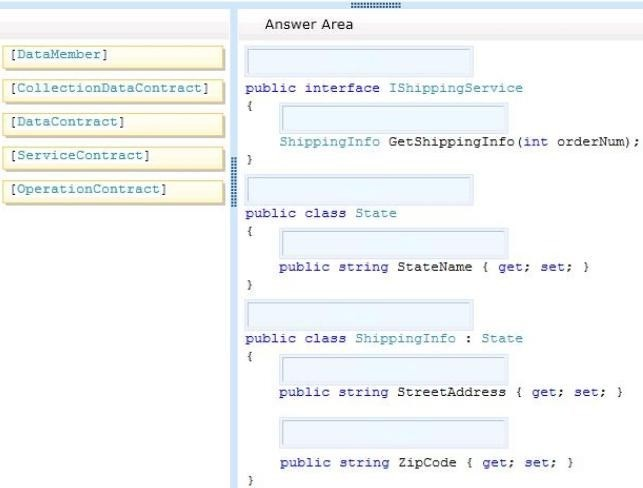 Answer Area
[DataMember]
[CollectionDataContract]
[DataContract]
[ServiceContract]
[OperationContract]
public interface IShippingService
{
ShippingInfo GetShippingInfo(int orderNum);
}
public class State
{
public string StateName { get; set; }
}
public class ShippingInfo : State
{
public string StreetAddress { get; set; }
public string ZipCode { get; set; }
}